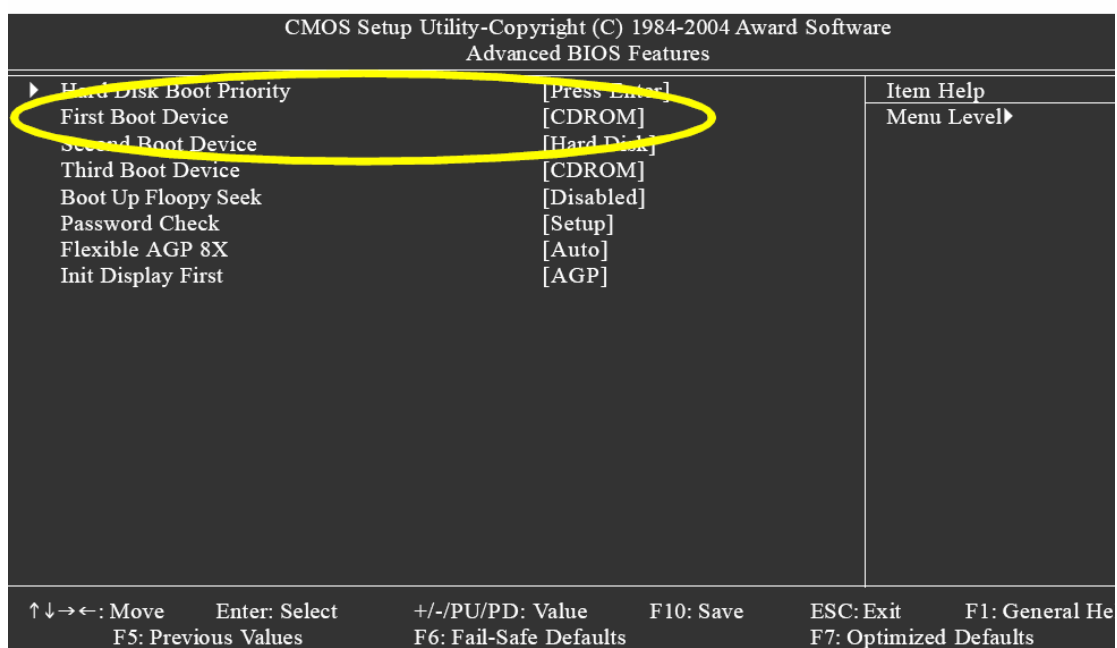 CMOS Setup Utility-Copyright (C) 1984-2004 Award Software
Advanced BIOS Features
Hard Disk Boot Priority [Press Enter] Item Help
First Boot Device [CDROM] Menu Level
Second Boot Device [Hard Disk]
Third Boot Device [CDROM]
Boot Up Floopy Seek [Disabled]
Password Check [Setup]
Flexible AGP 8X [Auto]
Init Display First [AGP]
↑↓→←: Move Enter: Select +/-/PU/PD: Value F10: Save ESC: Exit F1: General He
F5: Previous Values F6: Fail-Safe Defaults F7: Optimized Defaults